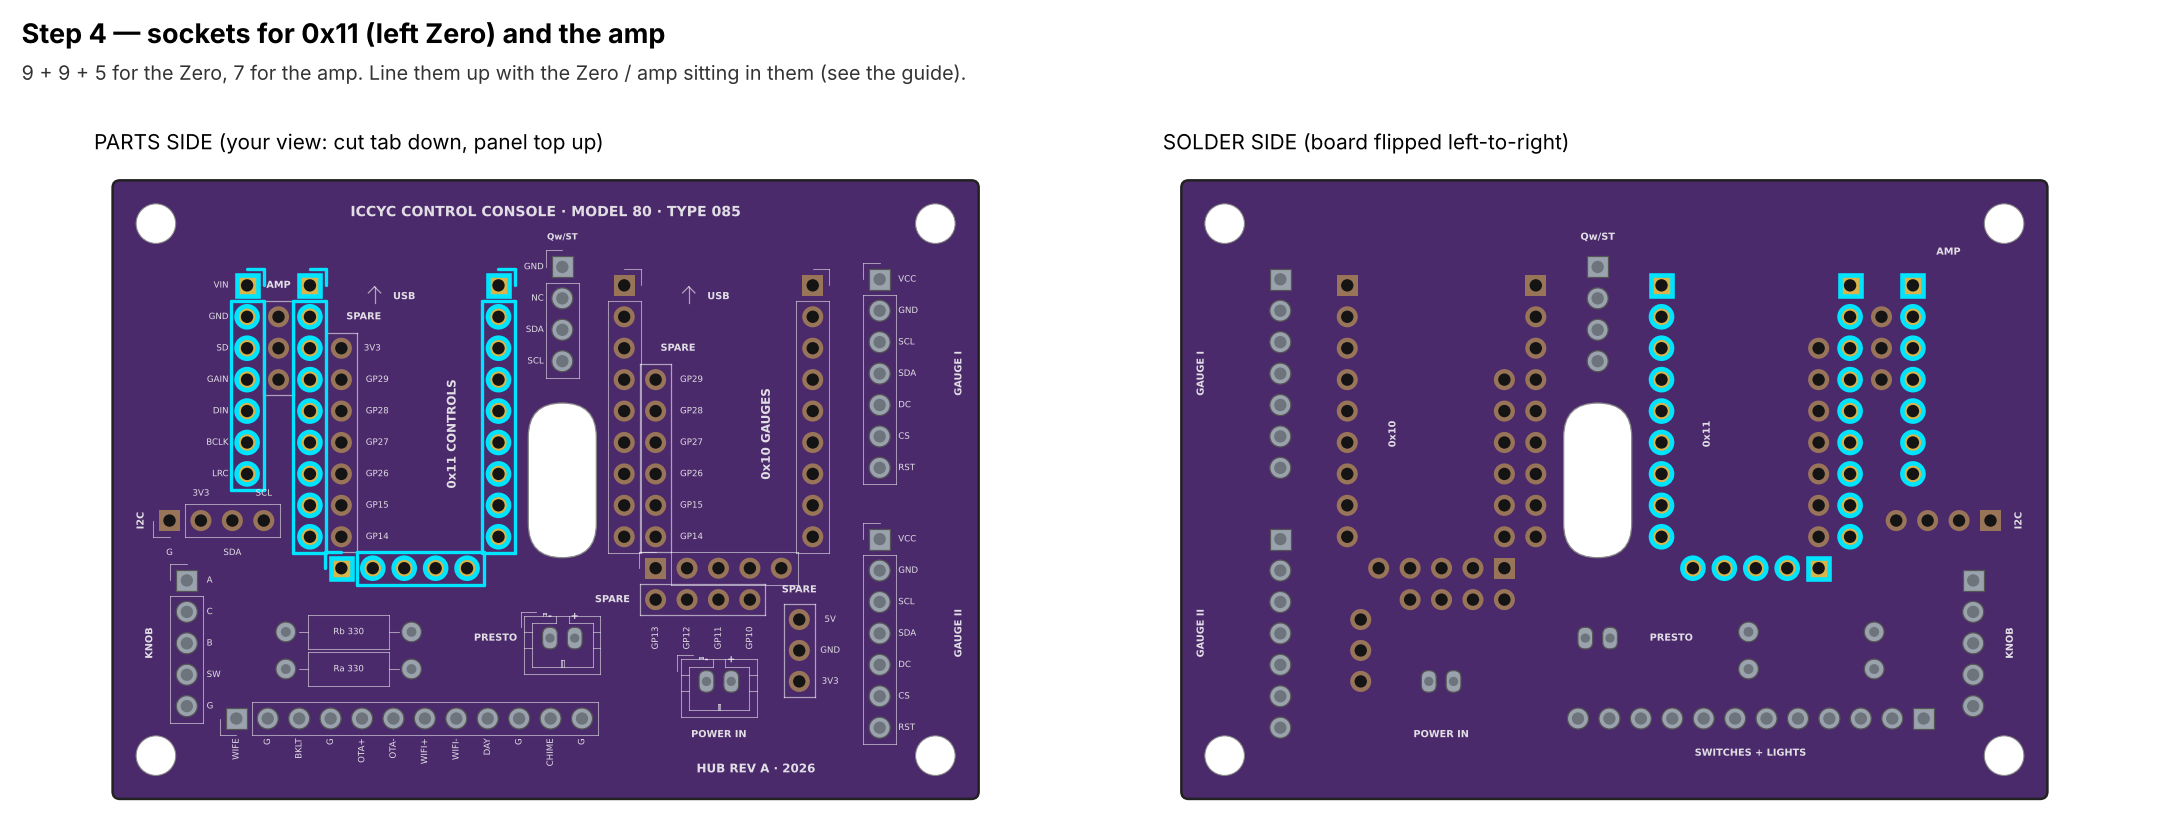 Step 4 — sockets for 0x11 (left Zero) and the amp
9 + 9 + 5 for the Zero, 7 for the amp. Line them up with the Zero / amp sitting in them (see the guide).
PARTS SIDE (your view: cut tab down, panel top up)
ICCYC CONTROL CONSOLE · MODEL 80 · TYPE 085
Qw/ST
GND
NC
SDA
SCL
VIN
AMP
GND
SD
GAIN
DIN
BCLK
LRC
USB
SPARE
3V3
GP29
GP28
GP27
GP26
GP15
GP14
0x11 CONTROLS
USB
SPARE
GP29
GP28
GP27
GP26
GP15
GP14
0x10 GAUGES
VCC
GND
SCL
SDA
DC
CS
RST
GAUGE I
3V3
SCL
I2C
G
SDA
KNOB
A
C
B
SW
G
Rb 330
Ra 330
PRESTO
- +
SPARE
GP13
GP12
GP11
GP10
SPARE
5V
GND
3V3
- +
POWER IN
VCC
GND
SCL
SDA
DC
CS
RST
GAUGE II
WIFE
G
BKLT
G
OTA+
OTA-
WIFI+
WIFI-
DAY
G
CHIME
G
HUB REV A · 2026
SOLDER SIDE (board flipped left-to-right)
Qw/ST
AMP
GAUGE I
0x10
0x11
I2C
GAUGE II
PRESTO
KNOB
POWER IN
SWITCHES + LIGHTS